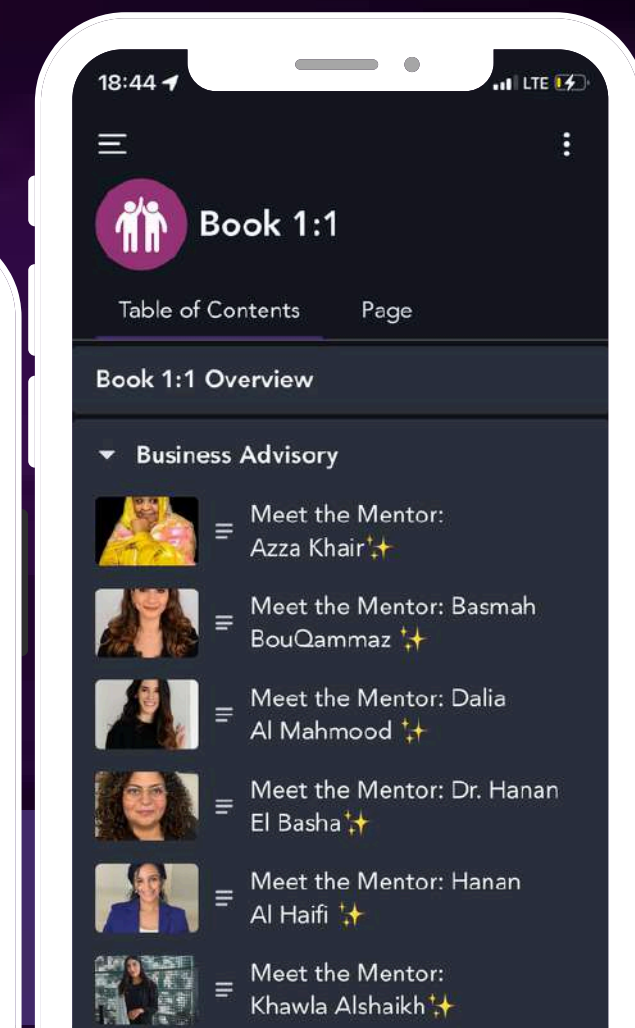 18:44
LTE
Book 1:1
Table of Contents Page
Book 1:1 Overview
Business Advisory
Meet the Mentor:
Azza Khair✨
Meet the Mentor: Basmah
BouQammaz ✨
Meet the Mentor: Dalia
Al Mahmood ✨
Meet the Mentor: Dr. Hanan
El Basha✨
Meet the Mentor: Hanan
Al Haifi ✨
Meet the Mentor:
Khawla Alshaikh✨